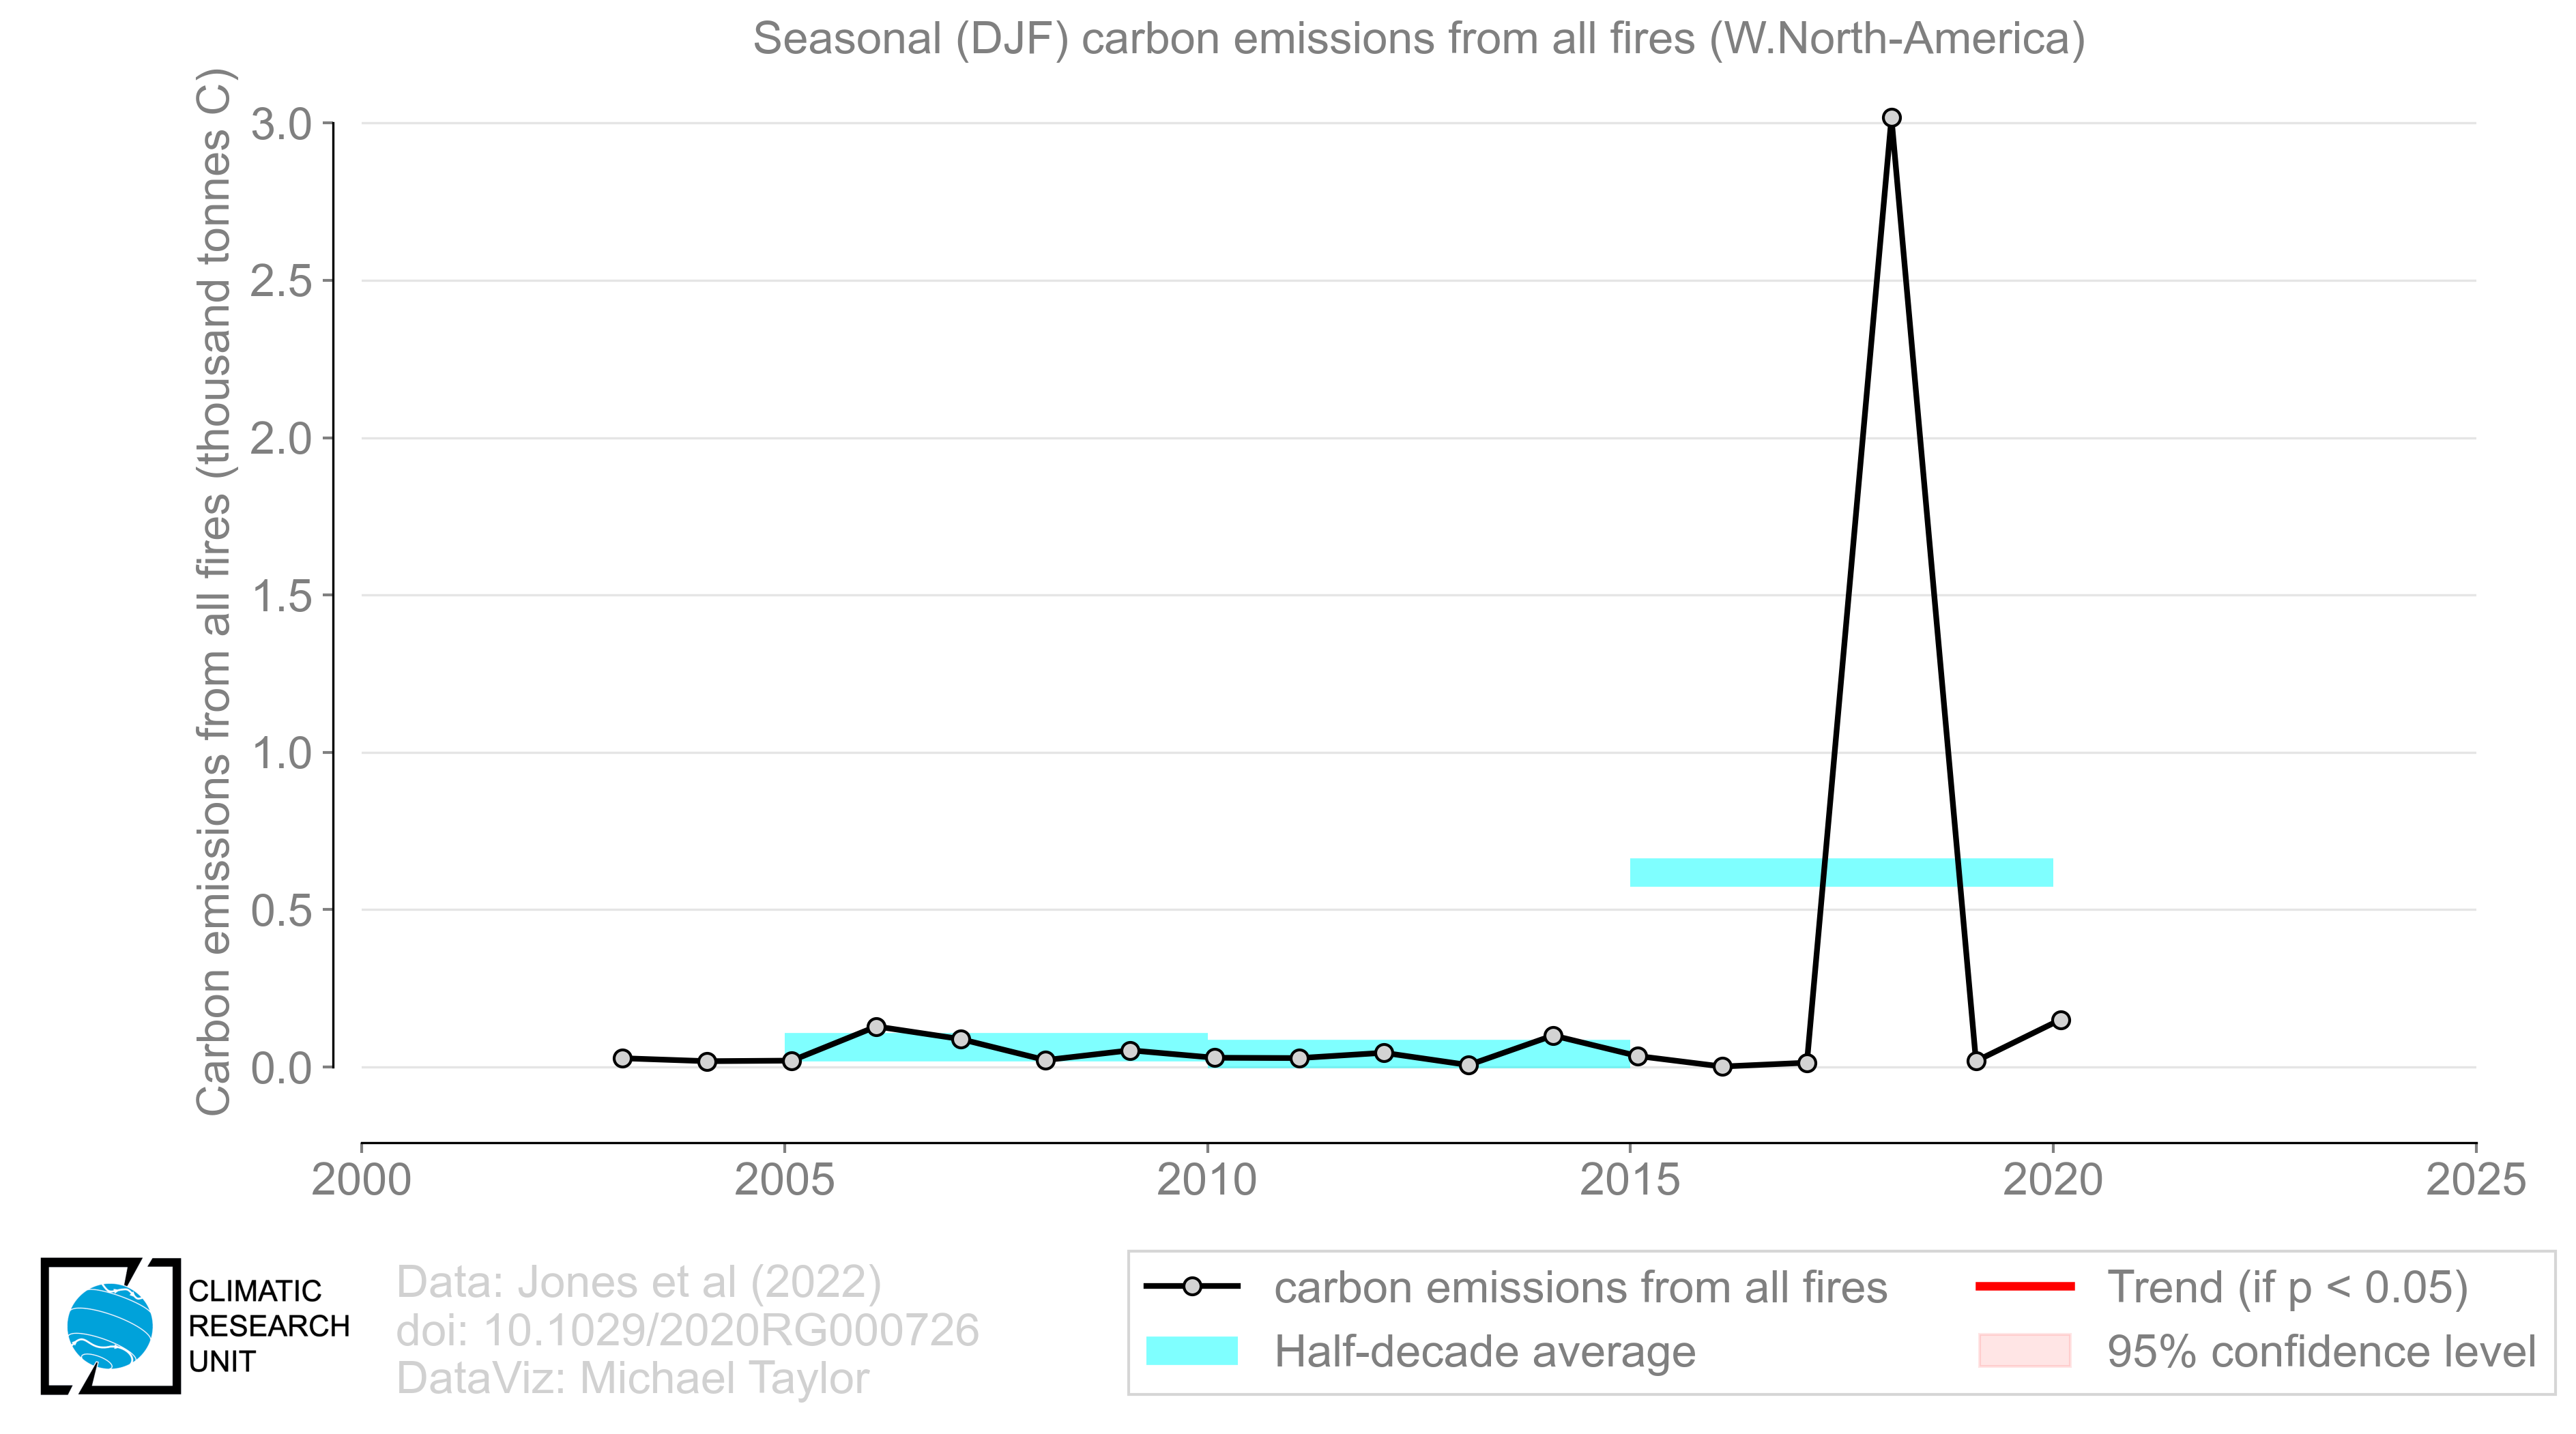 Seasonal (DJF) carbon emissions from all fires (W.North-America)
Carbon emissions from all fires (thousand tonnes C)
3.0
2.5
2.0
1.5
1.0
0.5
0.0
2000
2005
2010
2015
2020
2025
CLIMATIC
RESEARCH
UNIT
Data: Jones et al (2022)
doi: 10.1029/2020RG000726
DataViz: Michael Taylor
carbon emissions from all fires
Half-decade average
Trend (if p < 0.05)
95% confidence level